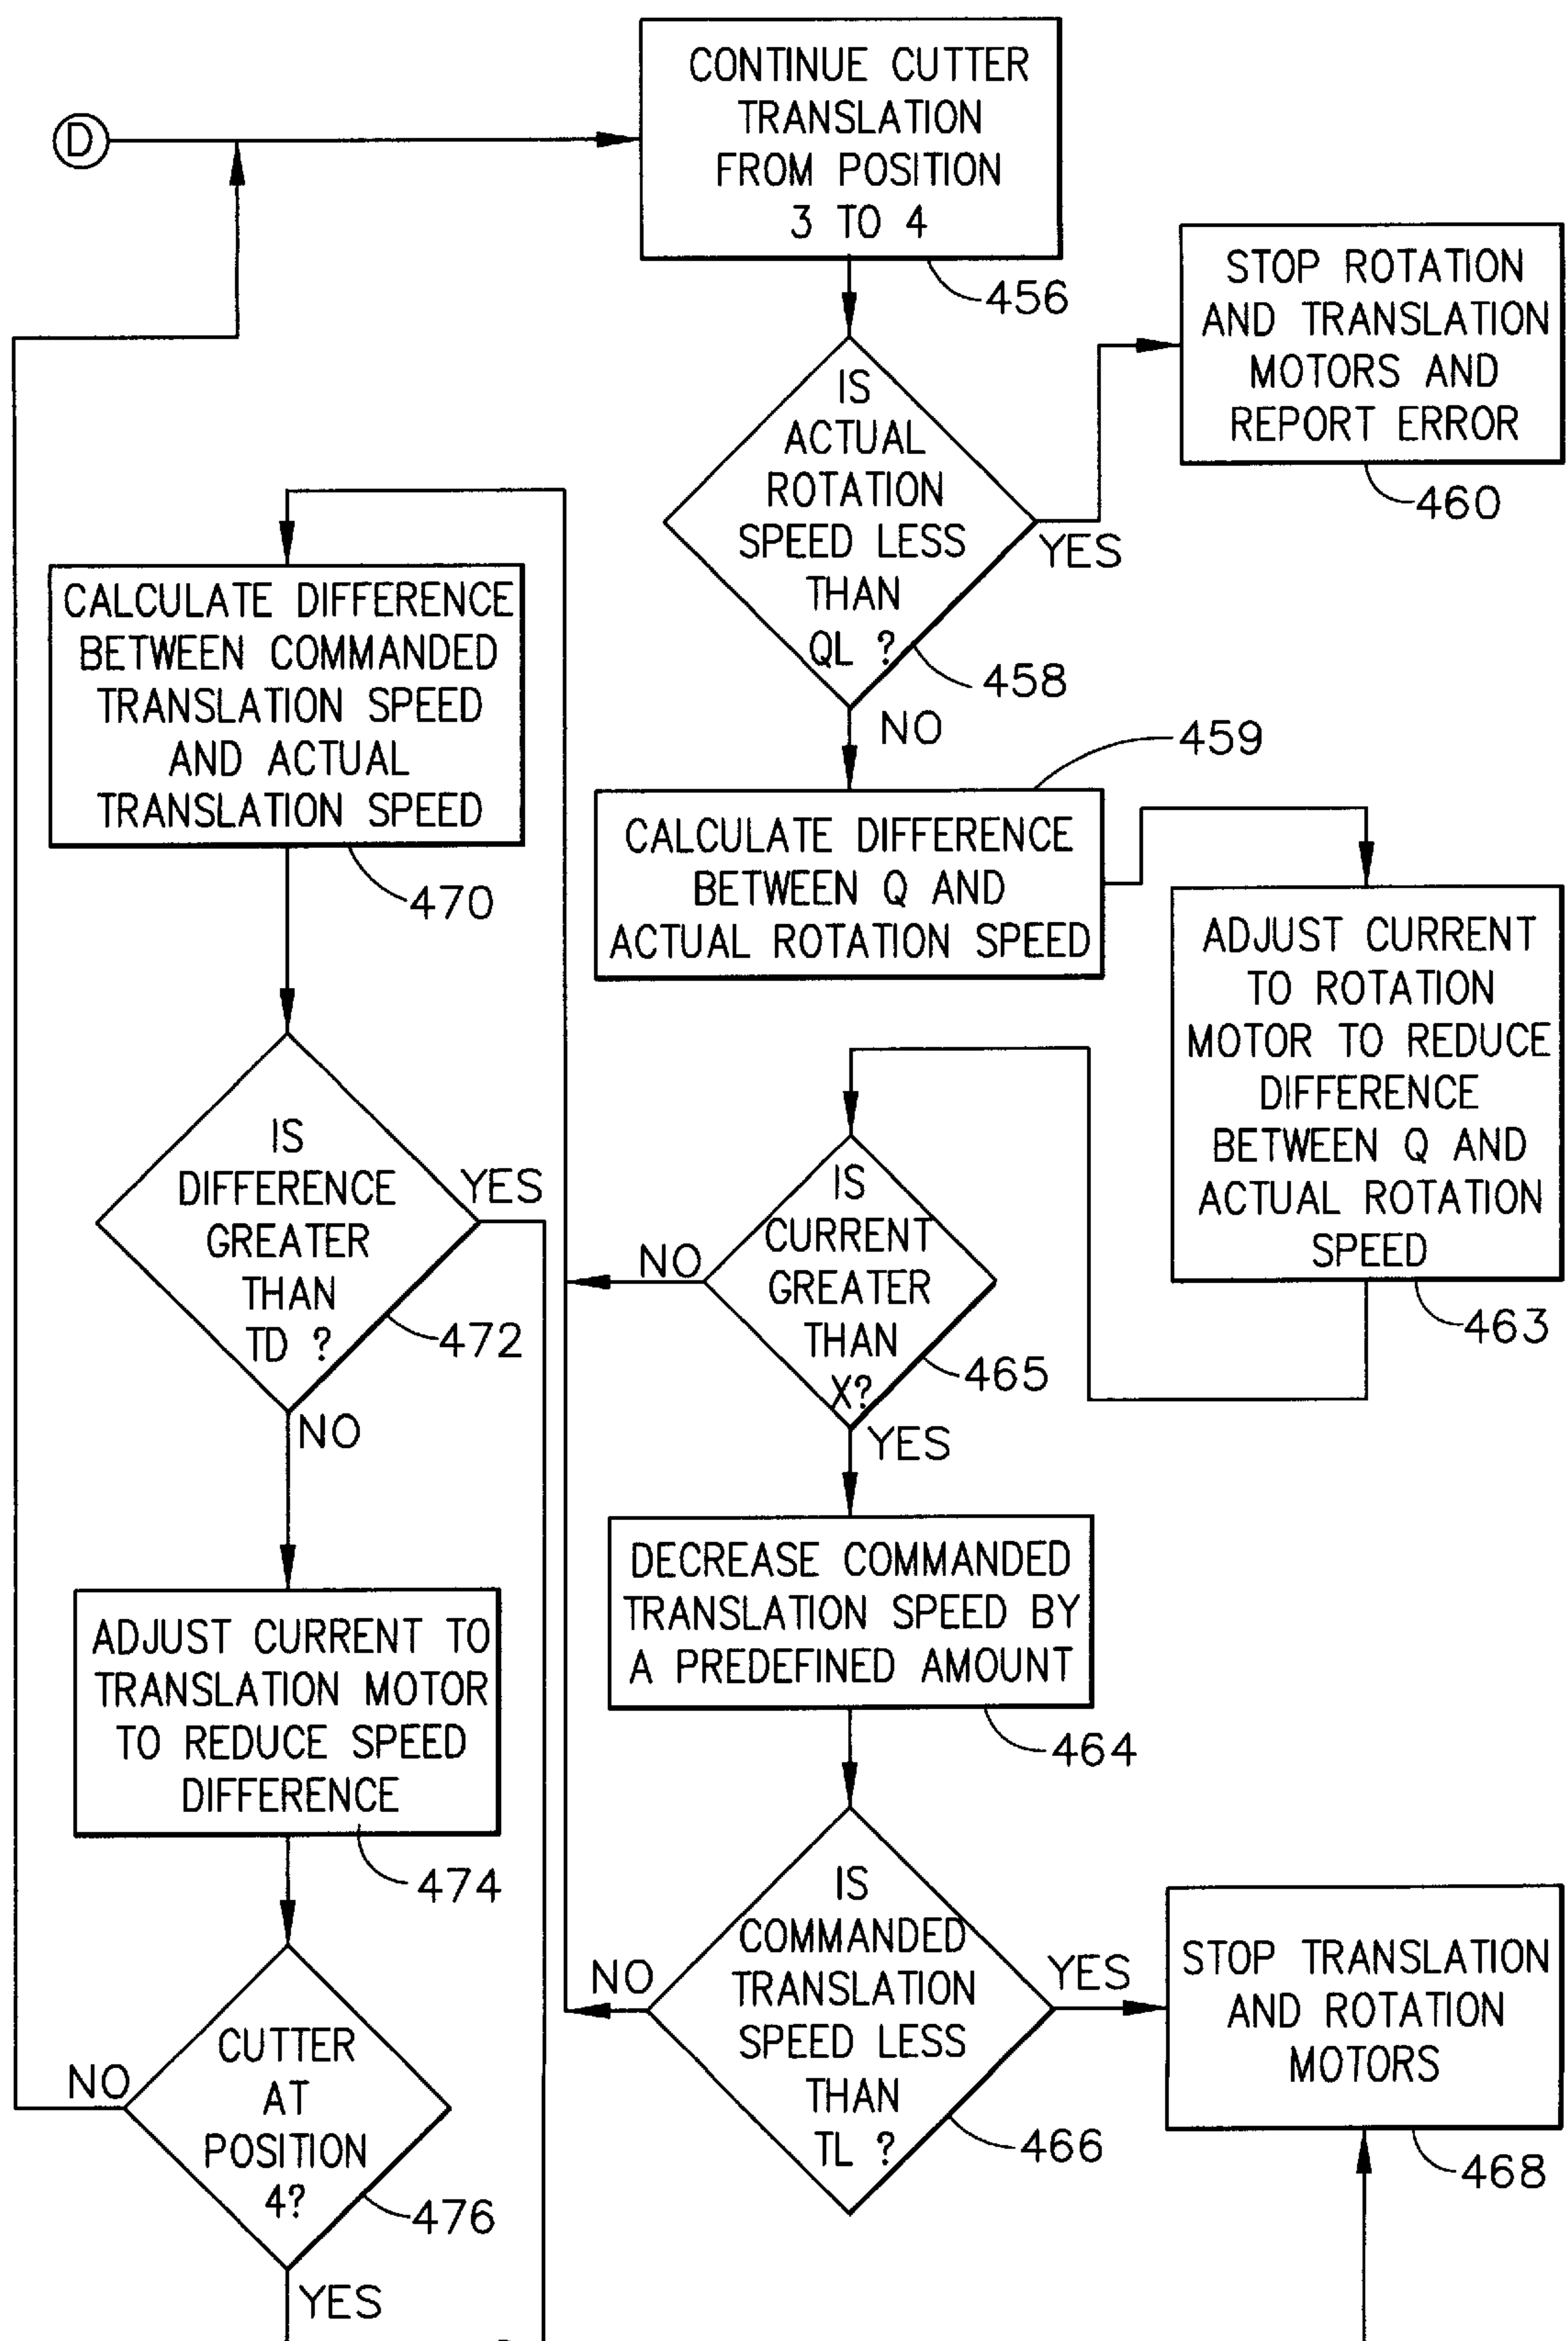 D
CONTINUE CUTTER
TRANSLATION
FROM POSITION
3 TO 4
456
IS
ACTUAL
ROTATION
SPEED LESS
THAN
QL ?
458
YES
NO
STOP ROTATION
AND TRANSLATION
MOTORS AND
REPORT ERROR
460
CALCULATE DIFFERENCE
BETWEEN Q AND
ACTUAL ROTATION SPEED
459
ADJUST CURRENT
TO ROTATION
MOTOR TO REDUCE
DIFFERENCE
BETWEEN Q AND
ACTUAL ROTATION
SPEED
463
IS
CURRENT
GREATER
THAN
X?
465
NO
YES
DECREASE COMMANDED
TRANSLATION SPEED BY
A PREDEFINED AMOUNT
464
IS
COMMANDED
TRANSLATION
SPEED LESS
THAN
TL ?
466
NO
YES
STOP TRANSLATION
AND ROTATION
MOTORS
468
CALCULATE DIFFERENCE
BETWEEN COMMANDED
TRANSLATION SPEED
AND ACTUAL
TRANSLATION SPEED
470
IS
DIFFERENCE
GREATER
THAN
TD ?
472
YES
NO
ADJUST CURRENT TO
TRANSLATION MOTOR
TO REDUCE SPEED
DIFFERENCE
474
CUTTER
AT
POSITION
4?
476
NO
YES